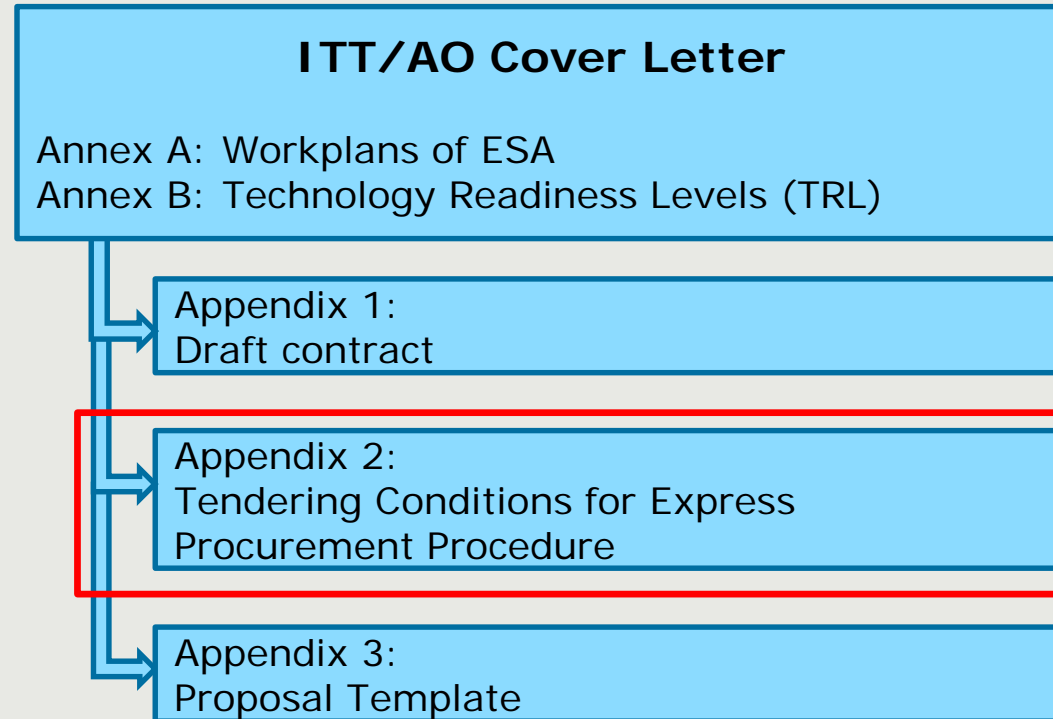 ITT/AO Cover Letter
Annex A: Workplans of ESA
Annex B: Technology Readiness Levels (TRL)
Appendix 1:
Draft contract
Appendix 2:
Tendering Conditions for Express
Procurement Procedure
Appendix 3:
Proposal Template